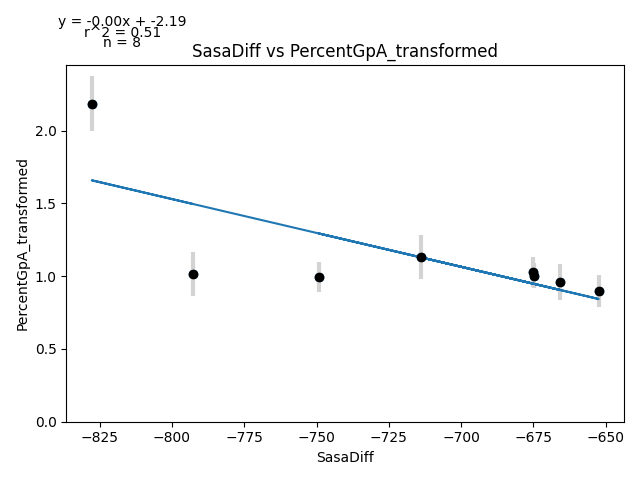 y = -0.00x + -2.19
r^2 = 0.51
n = 8
SasaDiff vs PercentGpA_transformed
PercentGpA_transformed
2.0
1.5
1.0
0.5
0.0
−825 −800 −775 −750 −725 −700 −675 −650
SasaDiff